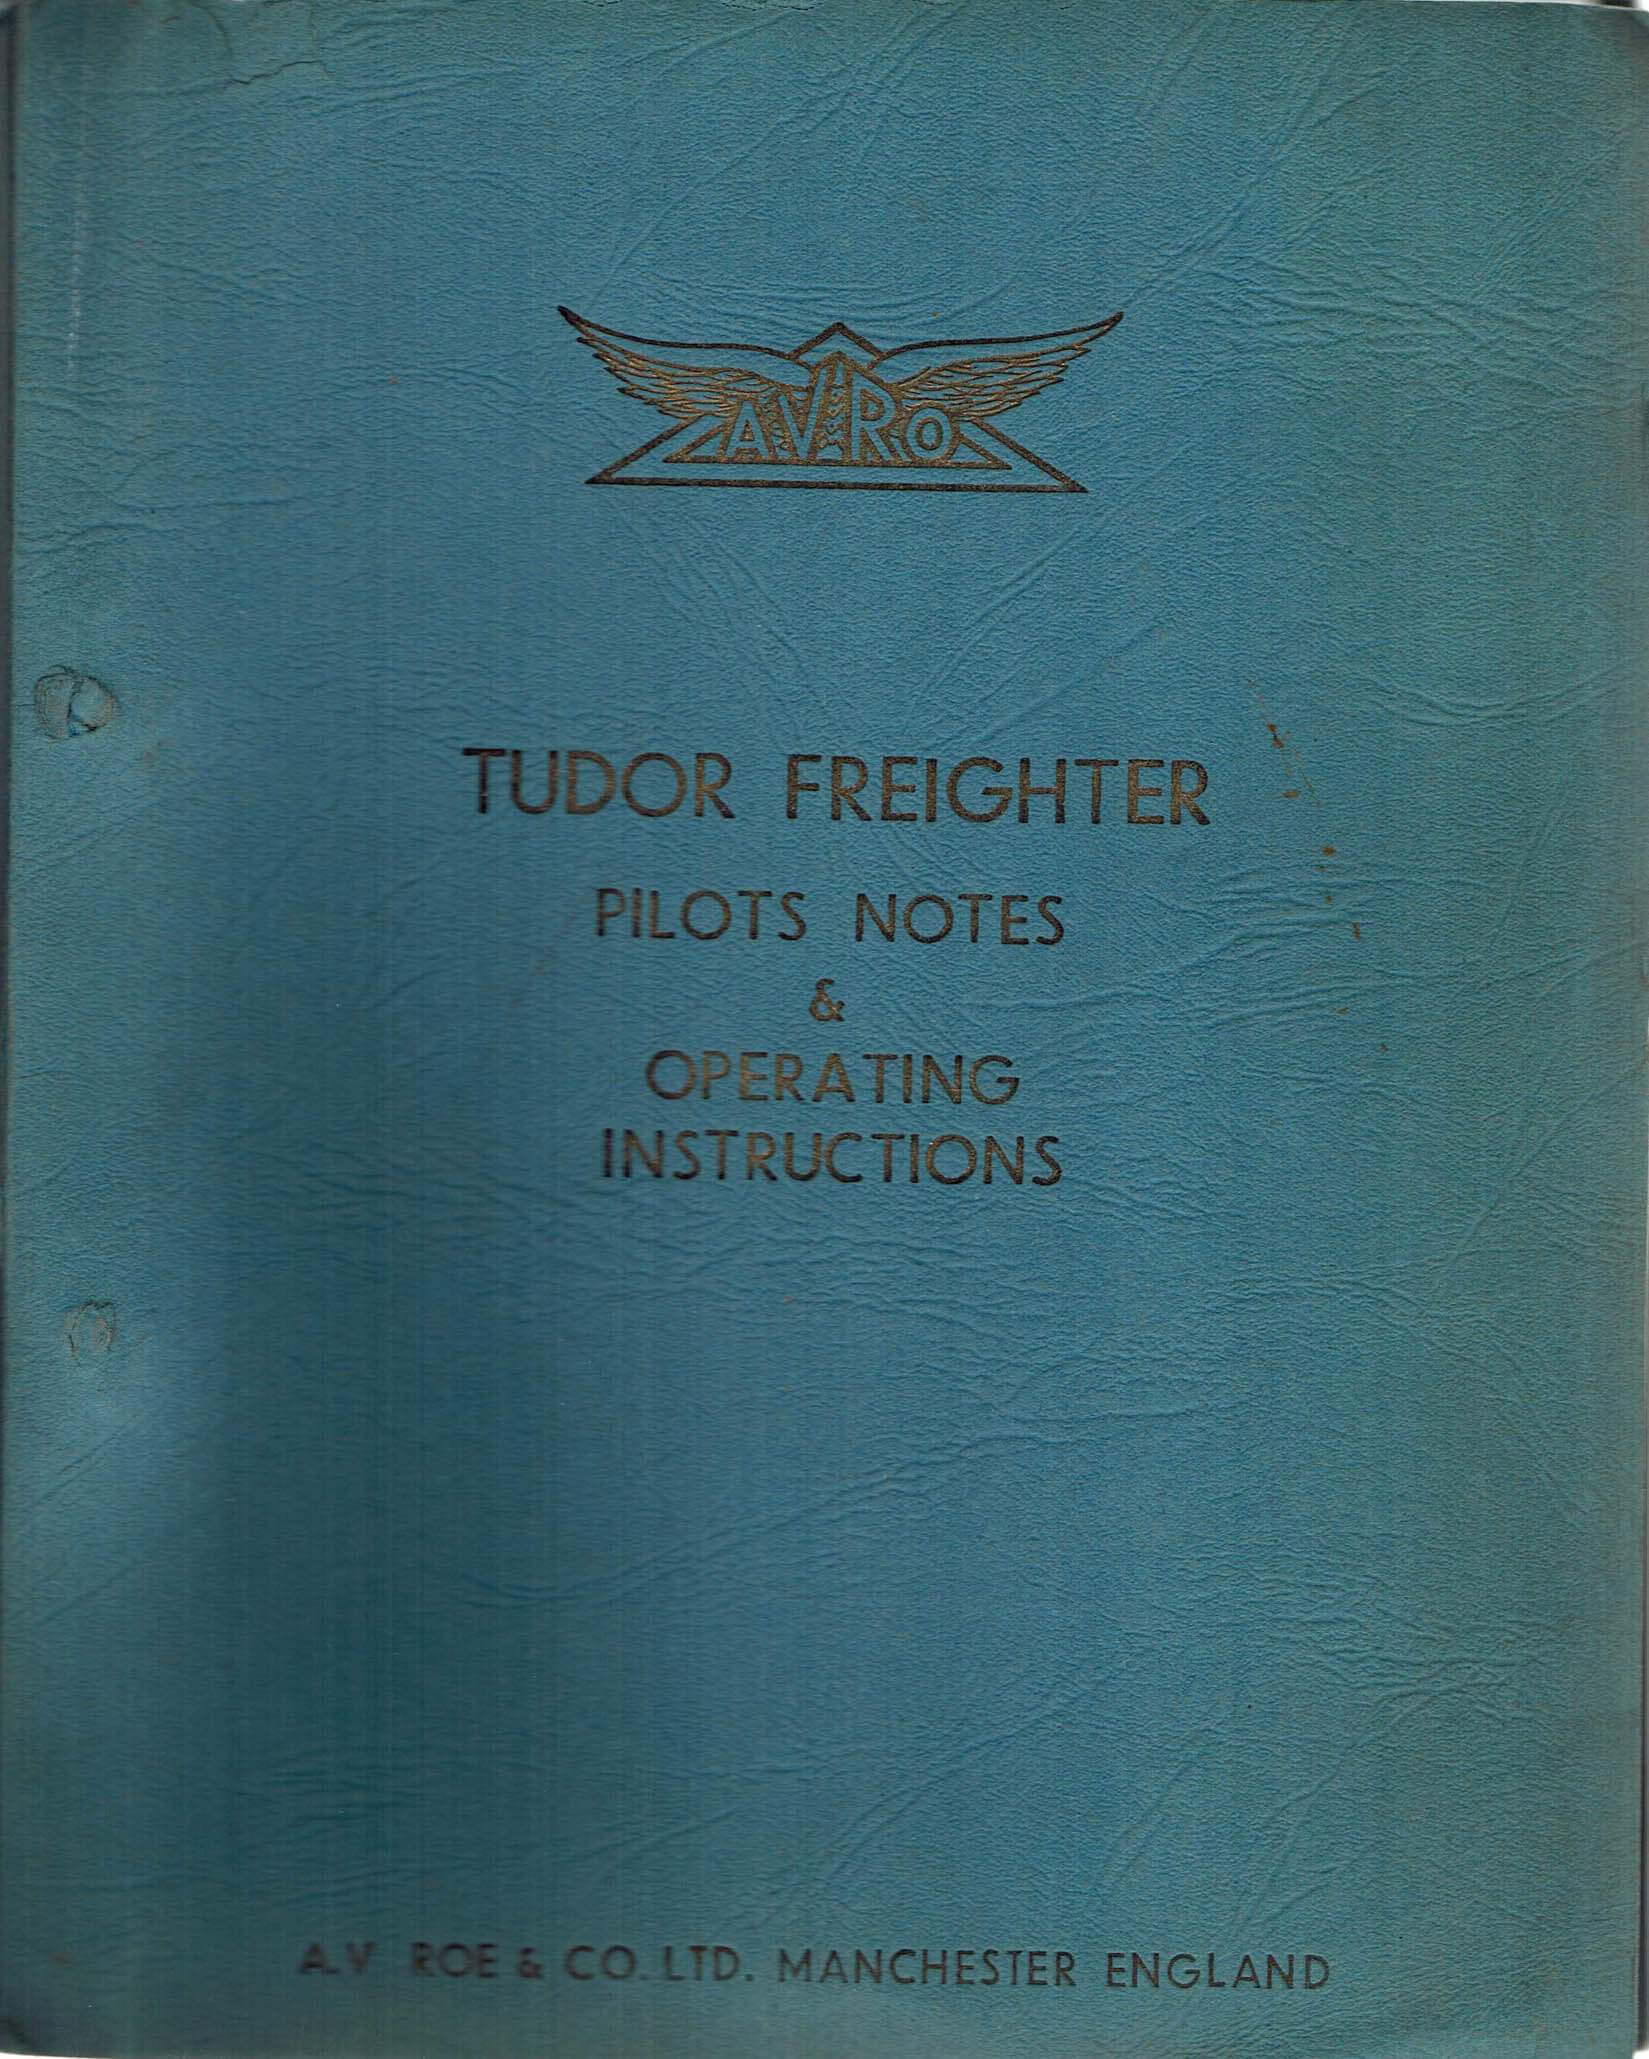 AVRO
TUDOR FREIGHTER
PILOTS NOTES
&
OPERATING
INSTRUCTIONS
A.V ROE & CO. LTD. MANCHESTER ENGLAND